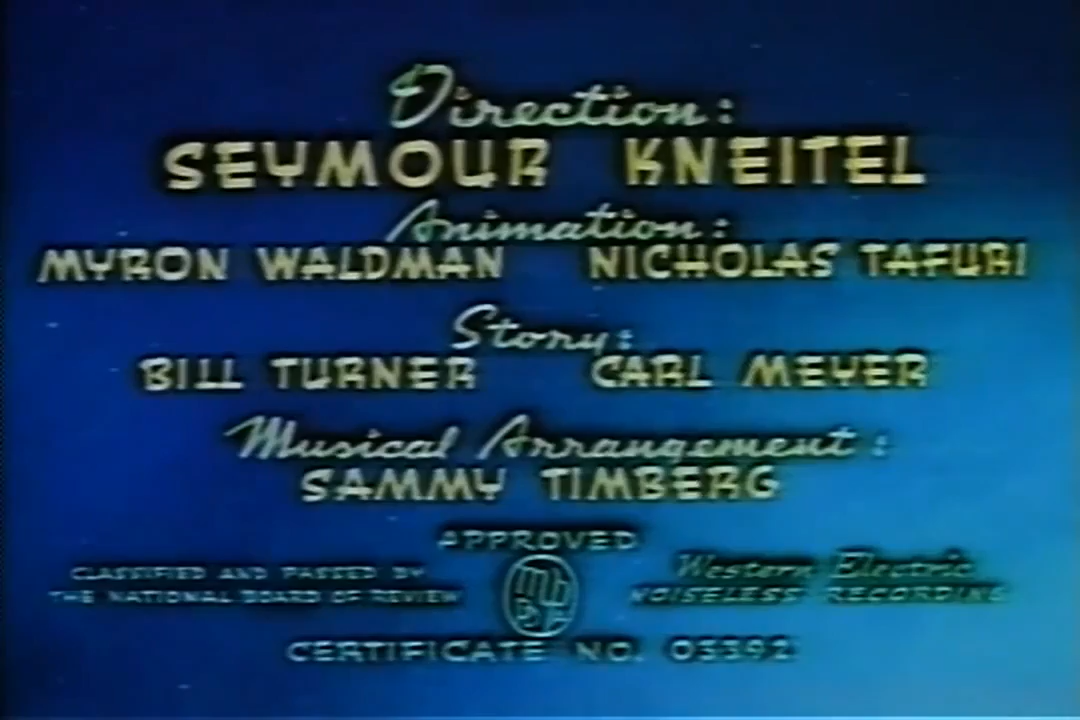 Direction:
SEYMOUR KNEITEL
Animation:
MYRON WALDMAN NICHOLAS TAFURI
Story:
BILL TURNER CARL MEYER
Musical Arrangement:
SAMMY TIMBERG
APPROVED
CLASSIFIED AND PASSED BY
THE NATIONAL BOARD OF REVIEW
Western Electric
NOISELESS RECORDING
CERTIFICATE NO.